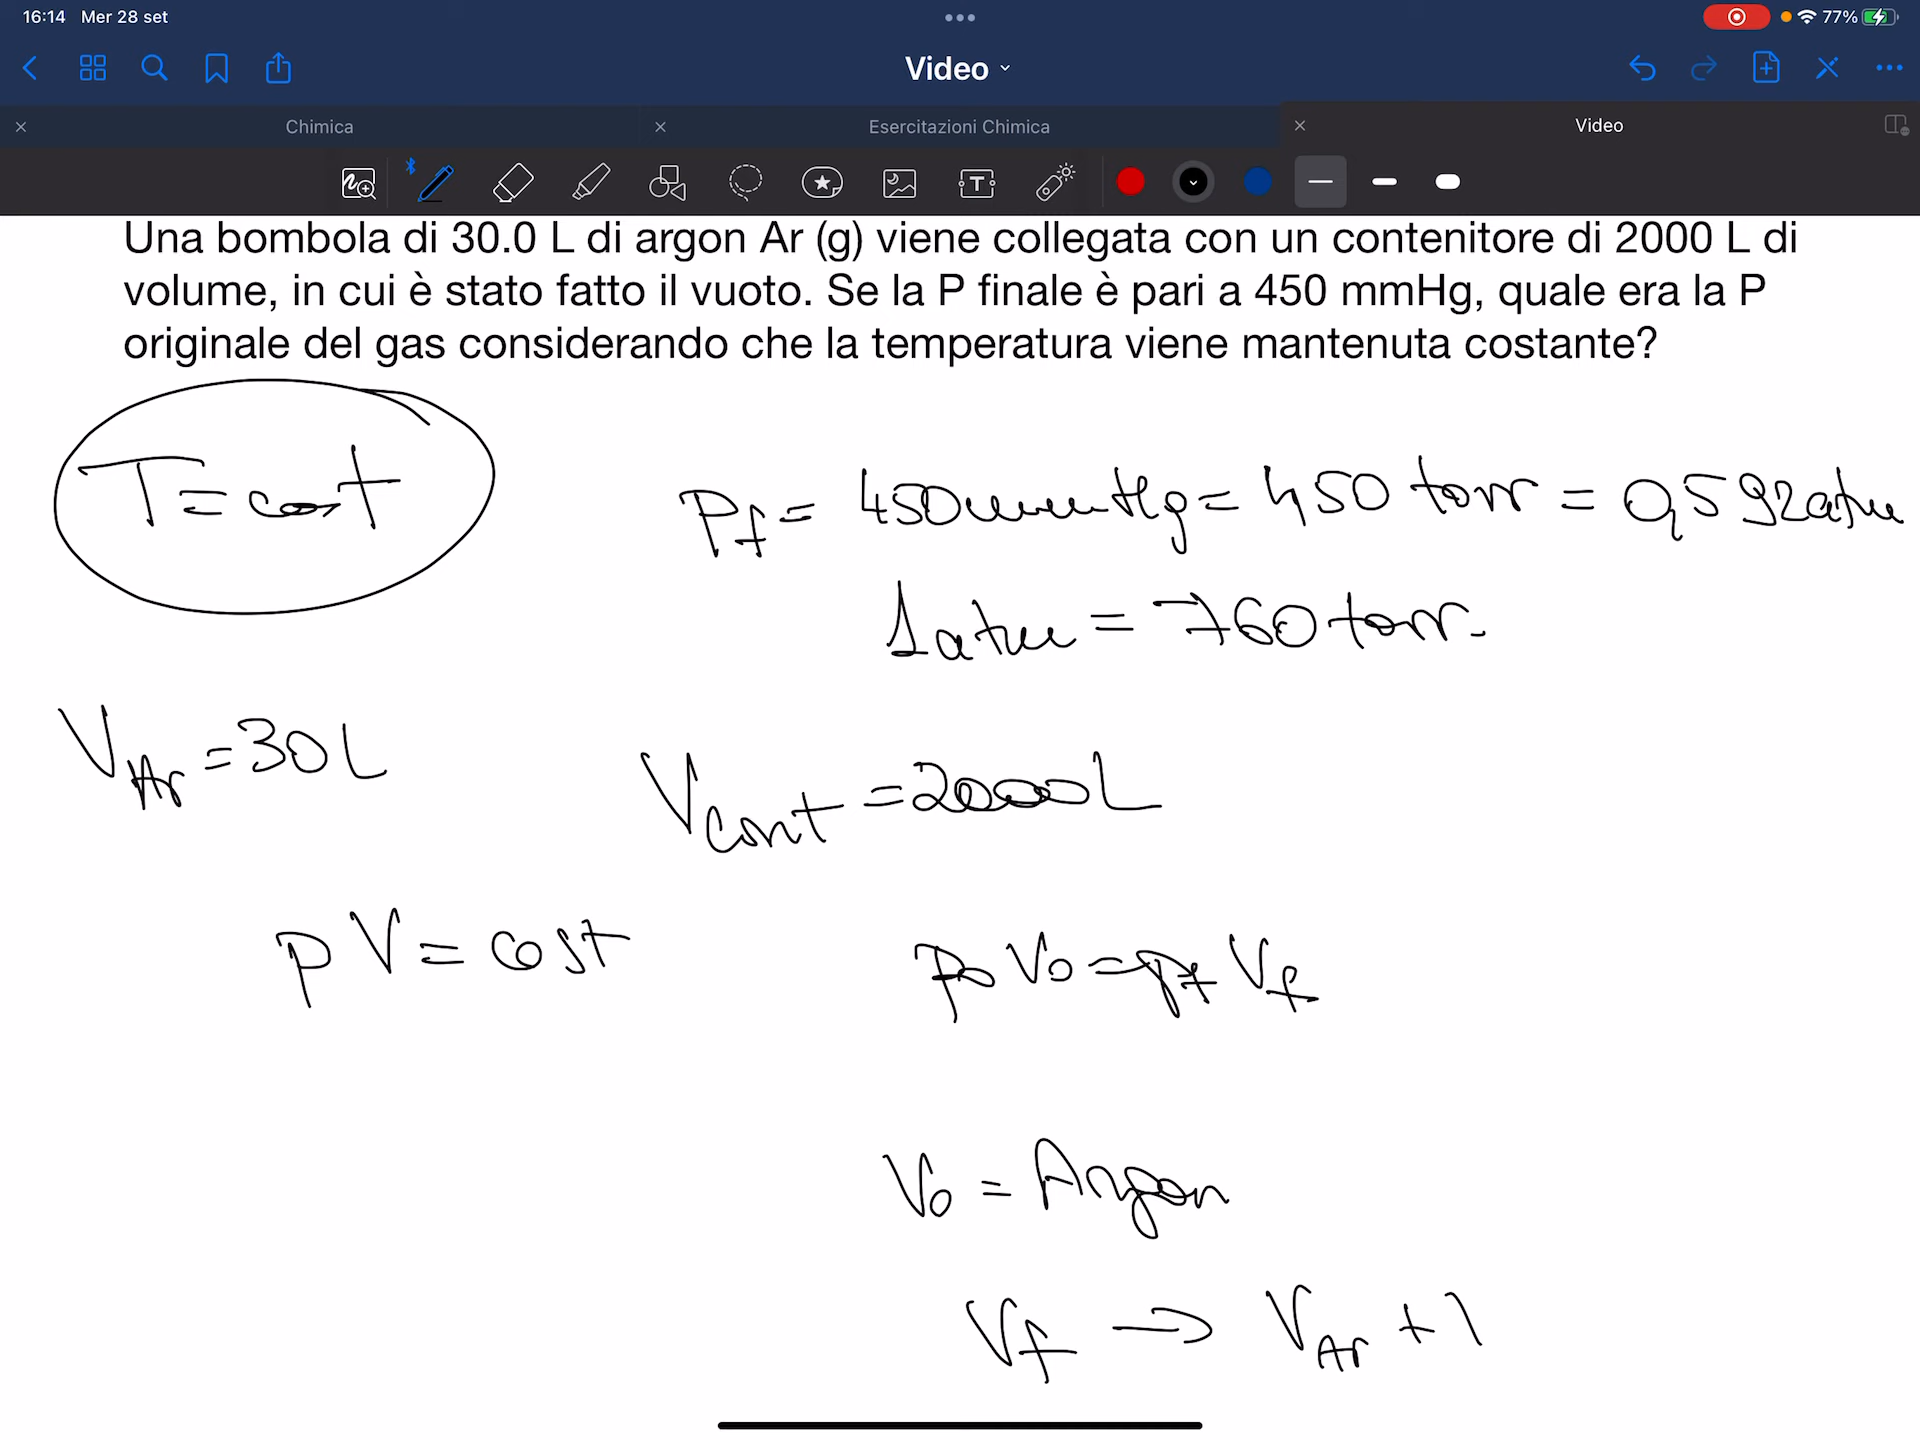 16:14 Mer 28 set
77%
Video
Chimica
Esercitazioni Chimica
Video
Una bombola di 30.0 L di argon Ar (g) viene collegata con un contenitore di 2000 L di
volume, in cui è stato fatto il vuoto. Se la P finale è pari a 450 mmHg, quale era la P
originale del gas considerando che la temperatura viene mantenuta costante?
T = cost
Pf = 450 mmHg = 450 torr = 0,592 atm
1 atm = 760 torr.
VAr = 30 L
Vcont = 2000 L
pV = cost
p0 V0 = pf Vf
V0 = Argon
Vf → VAr +